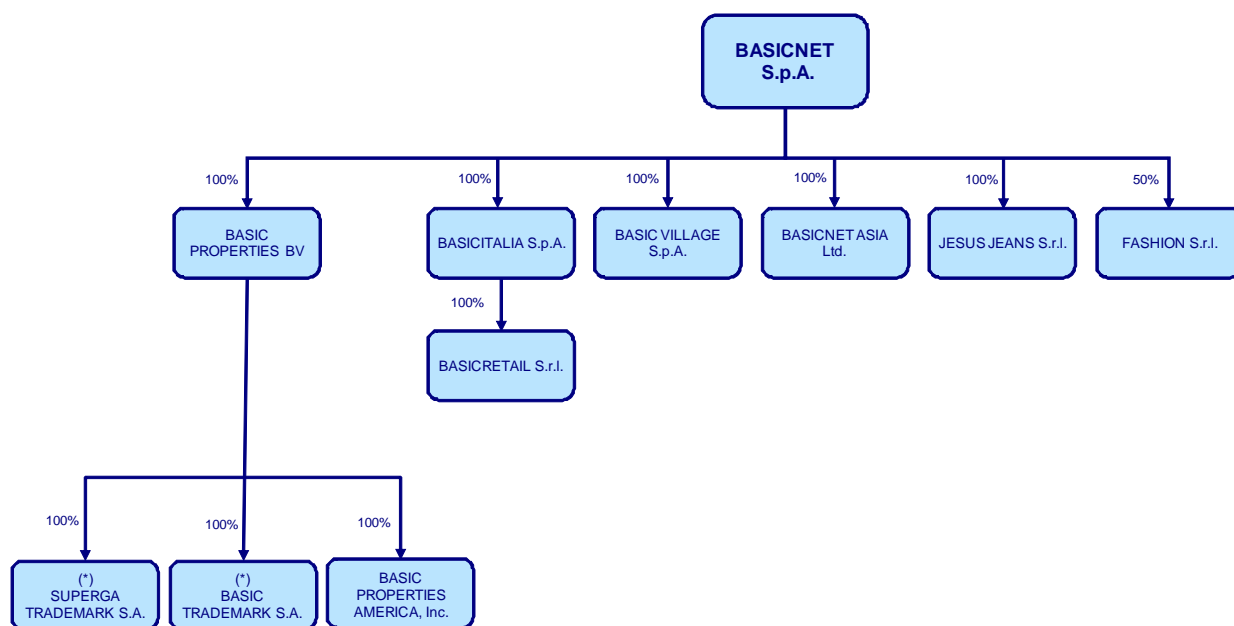 BASICNET
S.p.A.
100%
100%
100%
100%
100%
50%
BASIC
PROPERTIES BV
BASICITALIA S.p.A.
BASIC VILLAGE
S.p.A.
BASICNET ASIA
Ltd.
JESUS JEANS S.r.l.
FASHION S.r.l.
100%
BASICRETAIL S.r.l.
100%
100%
100%
(*)
SUPERGA
TRADEMARK S.A.
(*)
BASIC
TRADEMARK S.A.
BASIC
PROPERTIES
AMERICA, Inc.